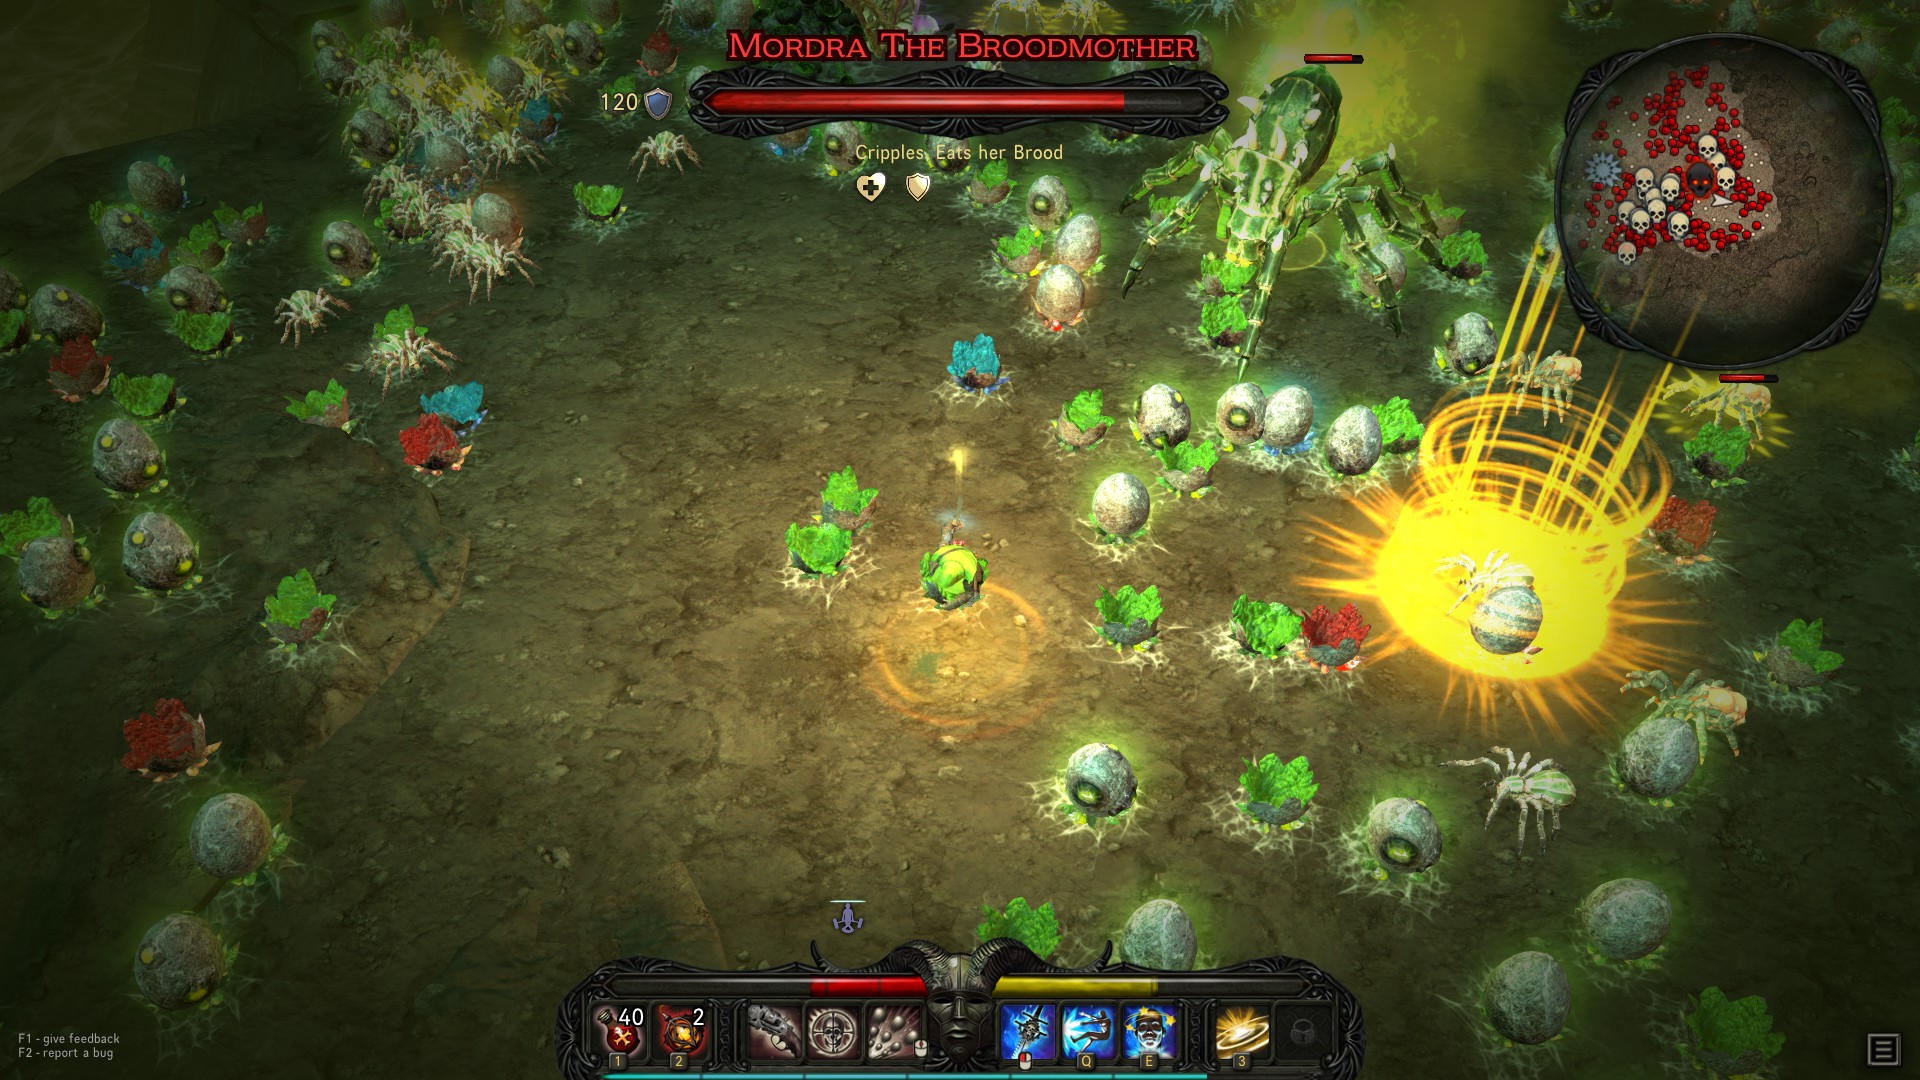 Mordra The Broodmother
120
Cripples, Eats her Brood
F1 - give feedback
F2 - report a bug
40
2
1
2
Q
E
3